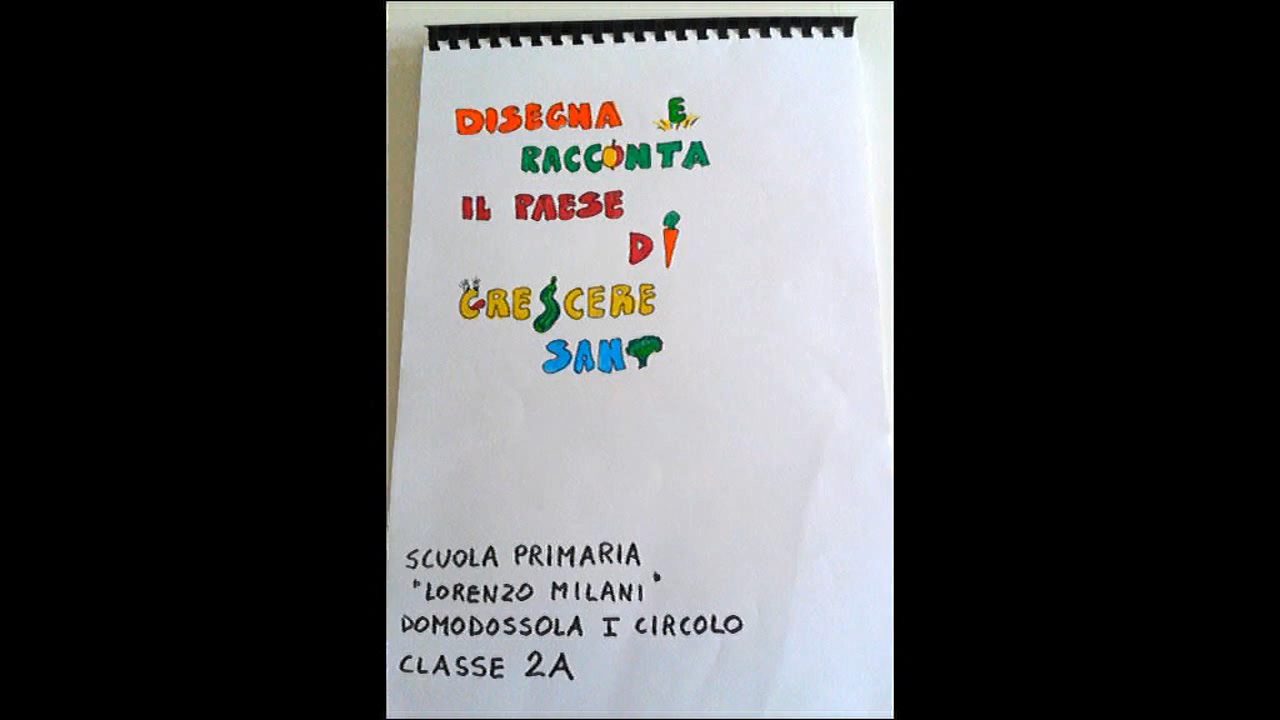 DISEGNA E
RACCONTA
IL PAESE
DI
CRESCERE
SANI
SCUOLA PRIMARIA
"LORENZO MILANI"
DOMODOSSOLA I CIRCOLO
CLASSE 2A